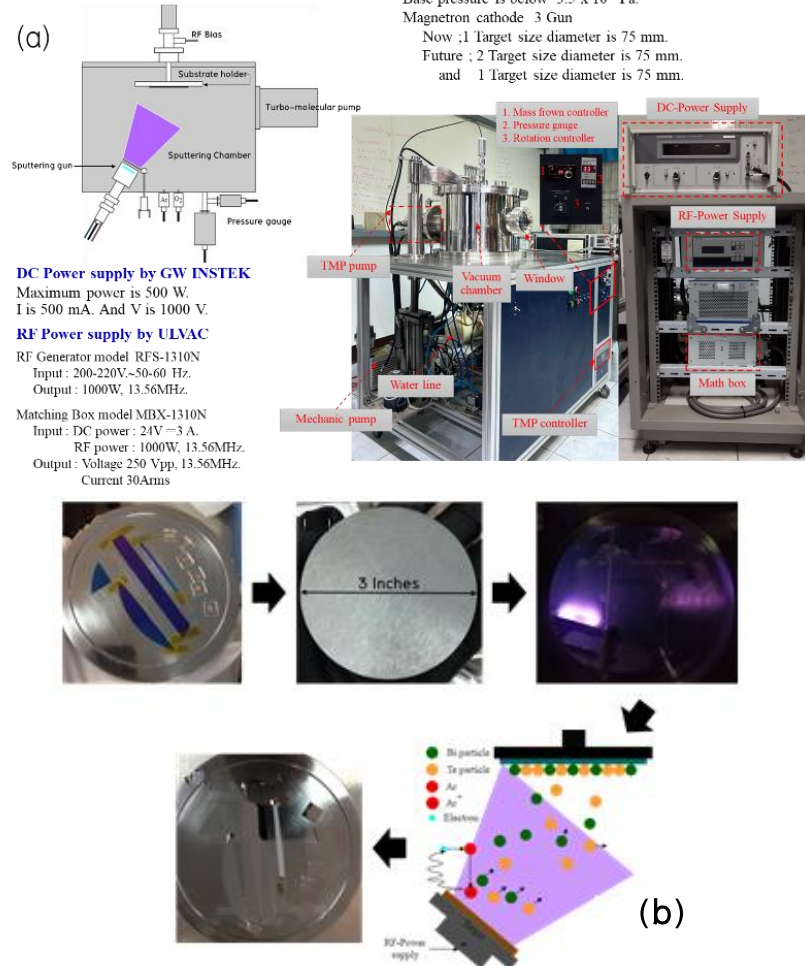 Magnetron cathode 3 Gun
Now ;1 Target size diameter is 75 mm.
Future ; 2 Target size diameter is 75 mm.
and 1 Target size diameter is 75 mm.
(a)
RF Bias
Substrate holder
Turbo-molecular pump
Sputtering Chamber
Sputtering gun
Ar
O₂
Pressure gauge
DC Power supply by GW INSTEK
Maximum power is 500 W.
I is 500 mA. And V is 1000 V.
RF Power supply by ULVAC
RF Generator model RFS-1310N
Input : 200-220V.~50-60 Hz.
Output : 1000W, 13.56MHz.
Matching Box model MBX-1310N
Input : DC power : 24V =3 A.
RF power : 1000W, 13.56MHz.
Output : Voltage 250 Vpp, 13.56MHz.
Current 30Arms
1. Mass frown controller
2. Pressure gauge
3. Rotation controller
DC-Power Supply
RF-Power Supply
TMP pump
Vacuum
chamber
Window
Water line
Math box
Mechanic pump
TMP controller
3 Inches
Bi particle
Te particle
Ar
Ar⁺
Electron
RF-Power
supply
(b)